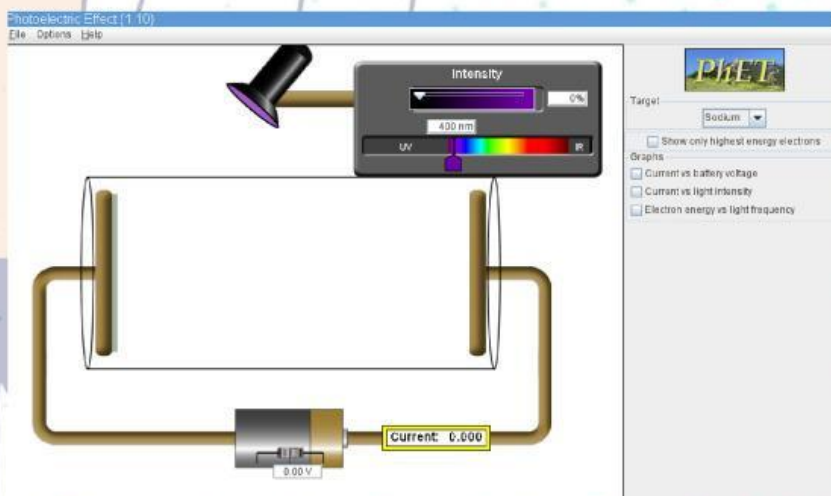 Photoelectric Effect (1.10)
File Options Help
Intensity
0%
400 nm
UV
IR
PhET
Target
Sodium
Show only highest energy electrons
Graphs
Current vs battery voltage
Current vs light intensity
Electron energy vs light frequency
Current: 0.000
0.00 V